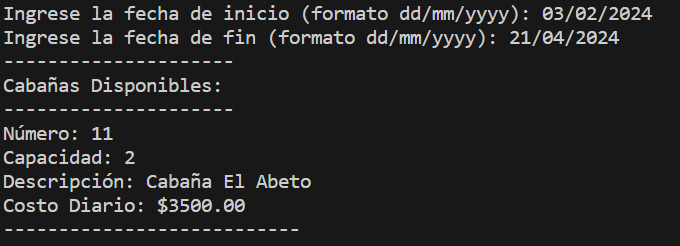 Ingrese la fecha de inicio (formato dd/mm/yyyy): 03/02/2024
Ingrese la fecha de fin (formato dd/mm/yyyy): 21/04/2024
---------------------
Cabañas Disponibles:
---------------------
Número: 11
Capacidad: 2
Descripción: Cabaña El Abeto
Costo Diario: $3500.00
---------------------------